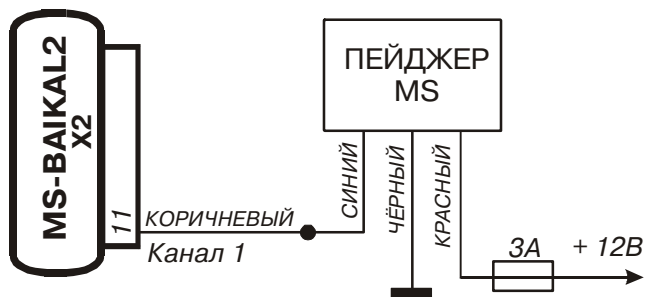 MS-BAIKAL2
X2
11
КОРИЧНЕВЫЙ
Канал 1
ПЕЙДЖЕР
MS
СИНИЙ
ЧЁРНЫЙ
КРАСНЫЙ
3А
+ 12В